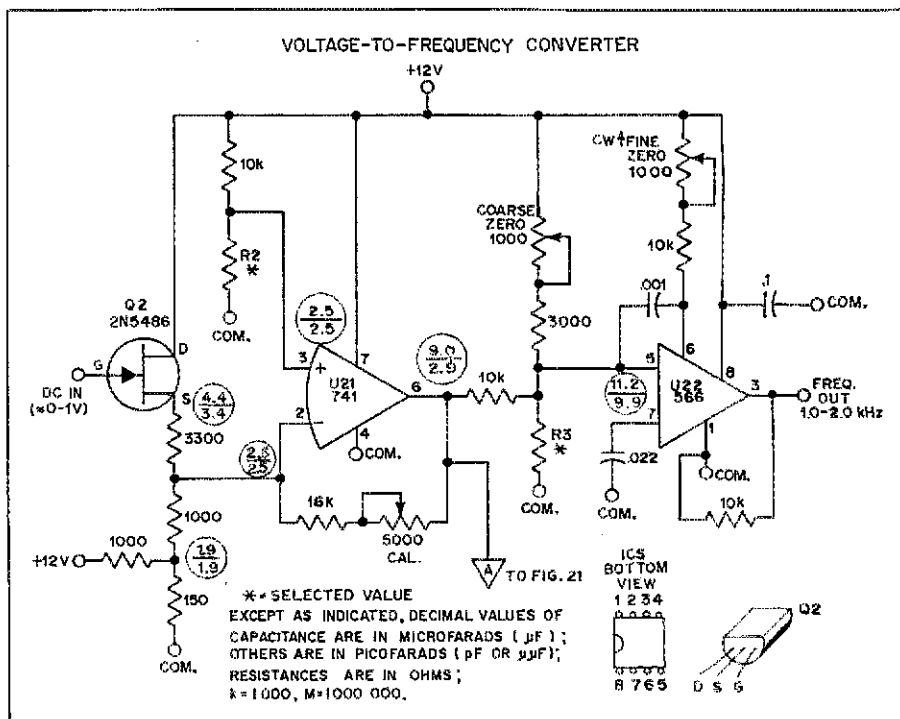 VOLTAGE-TO-FREQUENCY CONVERTER
+12V
10k
R2
*
COM.
Q2
2N5486
D
G
S
DC IN
(≈0-1V)
4.4
3.4
3300
2.5
2.5
3
+
7
U21
741
6
2
−
4
COM.
9.0
2.9
10k
COARSE
ZERO
1000
3000
R3
*
COM.
CW FINE
ZERO
1000
10k
.001
.1
COM.
6
5
11.2
9.9
U22
566
8
3
7
1
FREQ.
OUT
1.0-2.0 kHz
.022
COM.
COM.
10k
1000
+12V
1000
1.9
1.9
150
COM.
16k
5000
CAL.
A
TO FIG. 21
*= SELECTED VALUE
EXCEPT AS INDICATED, DECIMAL VALUES OF
CAPACITANCE ARE IN MICROFARADS (µF);
OTHERS ARE IN PICOFARADS (pF OR µµF);
RESISTANCES ARE IN OHMS;
k=1000, M=1000 000.
ICS
BOTTOM
VIEW
1 2 3 4
8 7 6 5
Q2
D S G